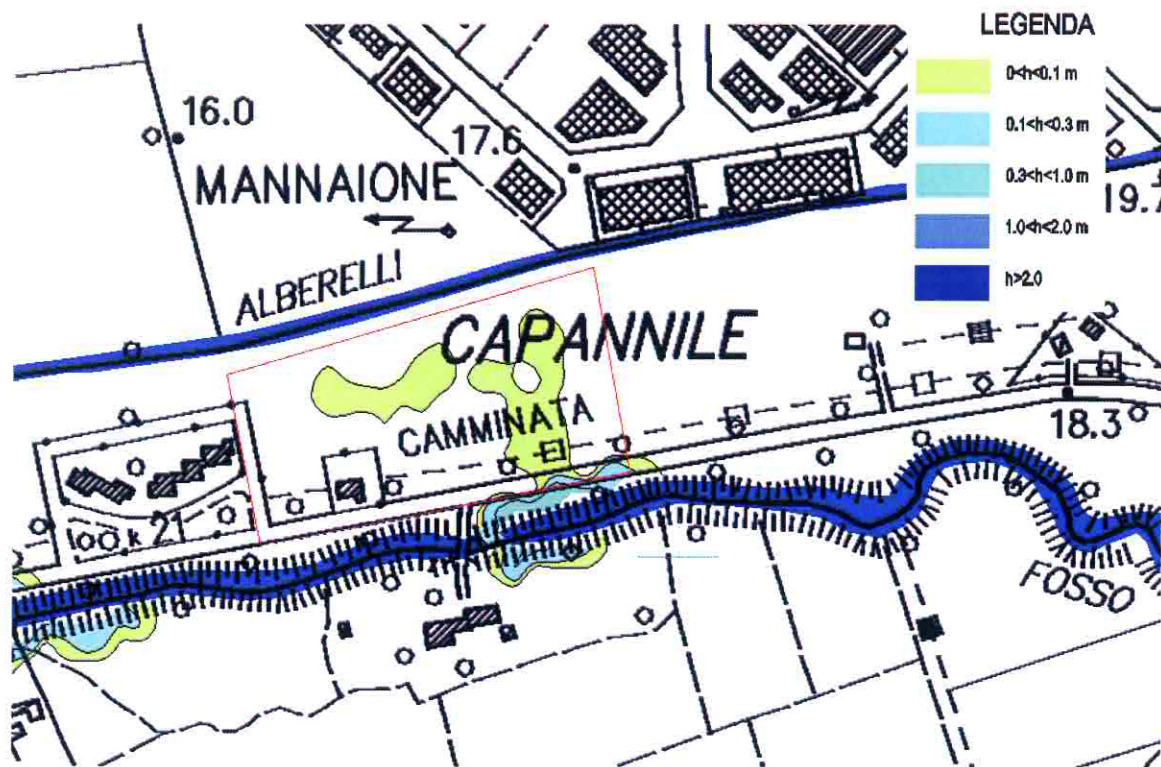 LEGENDA
0<h<0.1 m
0.1<h<0.3 m
0.3<h<1.0 m
1.0<h<2.0 m
h>2.0
16.0
17.6
MANNAIONE
19.7
ALBERELLI
CAPANNILE
CAMMINATA
18.3
k 21
FOSSO